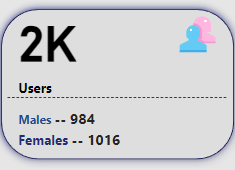 2K
Users
Males -- 984
Females -- 1016